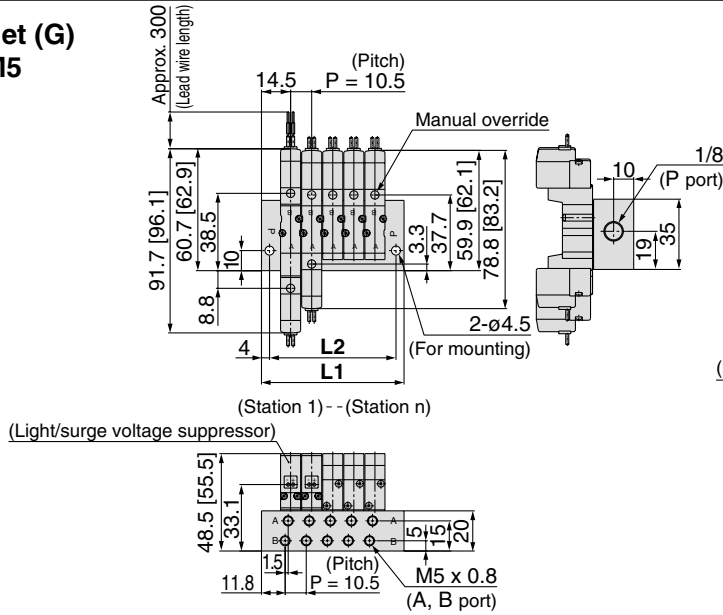 et (G)
M5
Approx. 300
(Lead wire length)
14.5
(Pitch)
P = 10.5
Manual override
1/8
(P port)
10
91.7 [96.1]
60.7 [62.9]
38.5
10
8.8
P
B B B B B
A A A A A
P
3.3
37.7
59.9 [62.1]
78.8 [83.2]
19
35
2-ø4.5
(For mounting)
4
L2
L1
(
(Station 1)--(Station n)
(Light/surge voltage suppressor)
48.5 [55.5]
33.1
A
A
B
B
5
15
20
1.5
11.8
(Pitch)
P = 10.5
M5 x 0.8
(A, B port)